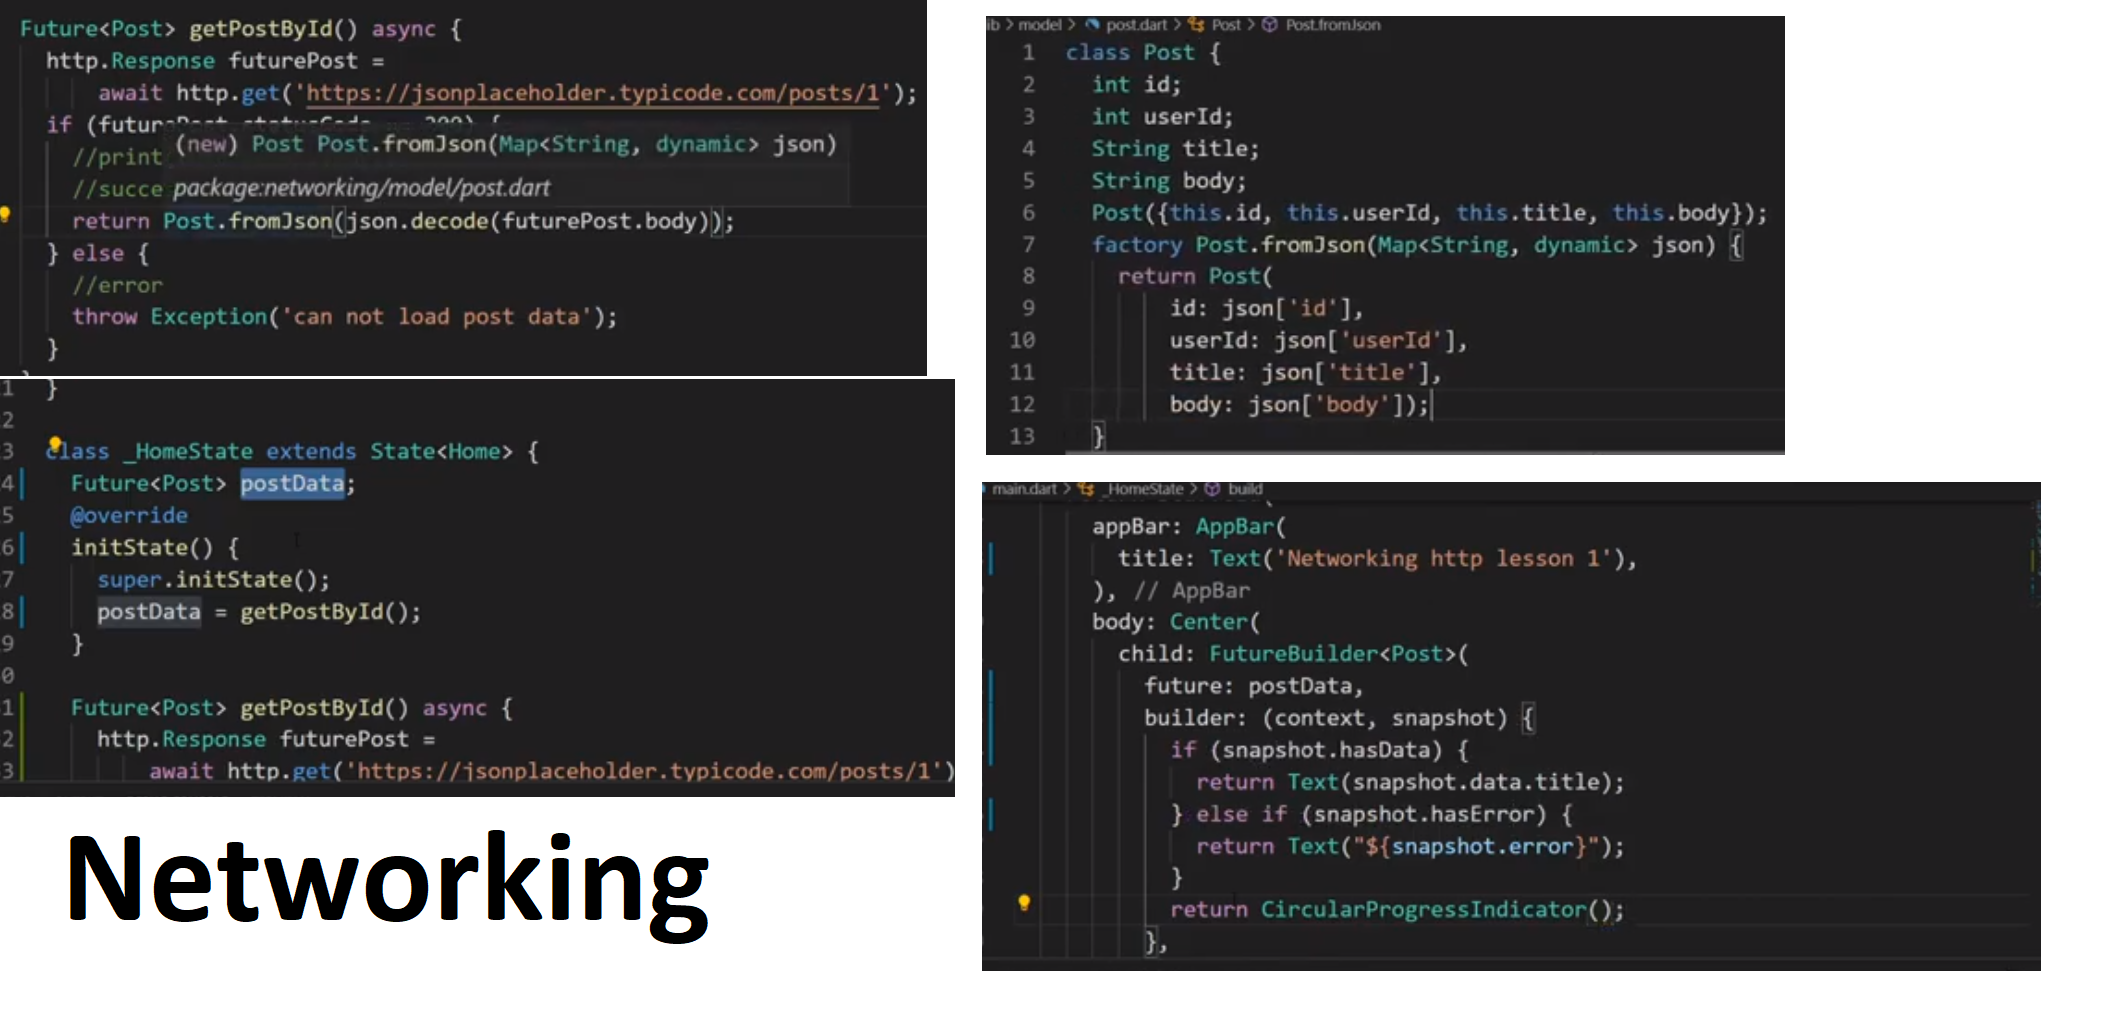 Future<Post> getPostById() async {
http.Response futurePost =
await http.get('https://jsonplaceholder.typicode.com/posts/1');
if (futurePost.statusCode == 200) {
(new) Post Post.fromJson(Map<String, dynamic> json)
//print
//succe package:networking/model/post.dart
return Post.fromJson(json.decode(futurePost.body));
} else {
//error
throw Exception('can not load post data');
}
1 }
2
3 class _HomeState extends State<Home> {
4 Future<Post> postData;
5 @override
6 initState() {
7 super.initState();
8 postData = getPostById();
9 }
0
1 Future<Post> getPostById() async {
2 http.Response futurePost =
3 await http.get('https://jsonplaceholder.typicode.com/posts/1')
Networking
ib > model > post.dart > Post > Post.fromJson
1 class Post {
2 int id;
3 int userId;
4 String title;
5 String body;
6 Post({this.id, this.userId, this.title, this.body});
7 factory Post.fromJson(Map<String, dynamic> json) {
8 return Post(
9 id: json['id'],
10 userId: json['userId'],
11 title: json['title'],
12 body: json['body']);
13 }
main.dart > _HomeState > build
appBar: AppBar(
title: Text('Networking http lesson 1'),
), // AppBar
body: Center(
child: FutureBuilder<Post>(
future: postData,
builder: (context, snapshot) {
if (snapshot.hasData) {
return Text(snapshot.data.title);
} else if (snapshot.hasError) {
return Text("${snapshot.error}");
}
return CircularProgressIndicator();
},